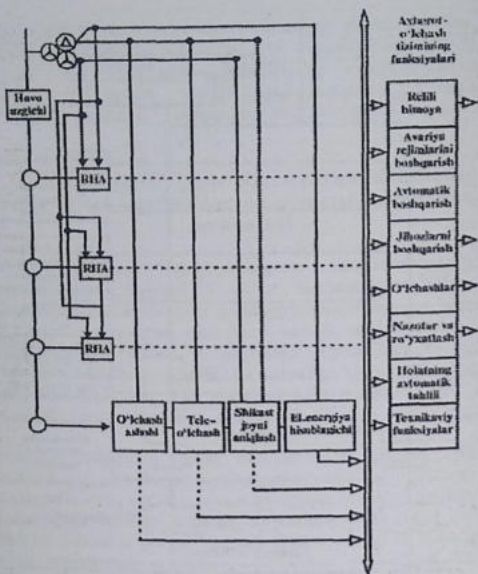 Axborot-
o‘lchash
tizimining
funksiyalari
Havo
uzgichi
RHA
RHA
RHA
Relili
himoya
Avariya
rejimlarini
boshqarish
Avtomatik
boshqarish
Jihozlarni
boshqarish
O‘lchashlar
Nazorat va
ro‘yxatlash
Holatning
avtomatik
tahlili
Texnikaviy
funksiyalar
O‘lchash
asbobi
Tele-
o‘lchash
Shikast
joyni
aniqlash
El.energiya
hisoblagichi